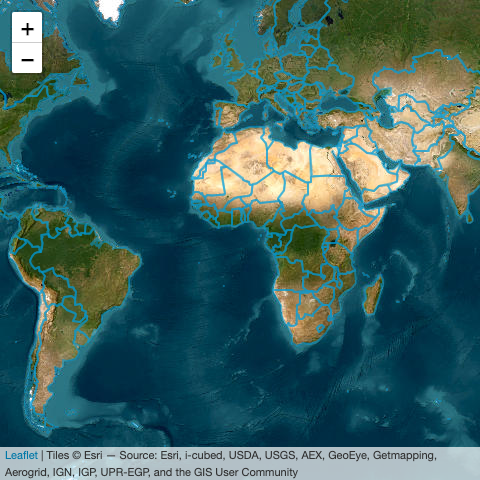 +
−
Leaflet | Tiles © Esri — Source: Esri, i-cubed, USDA, USGS, AEX, GeoEye, Getmapping,
Aerogrid, IGN, IGP, UPR-EGP, and the GIS User Community